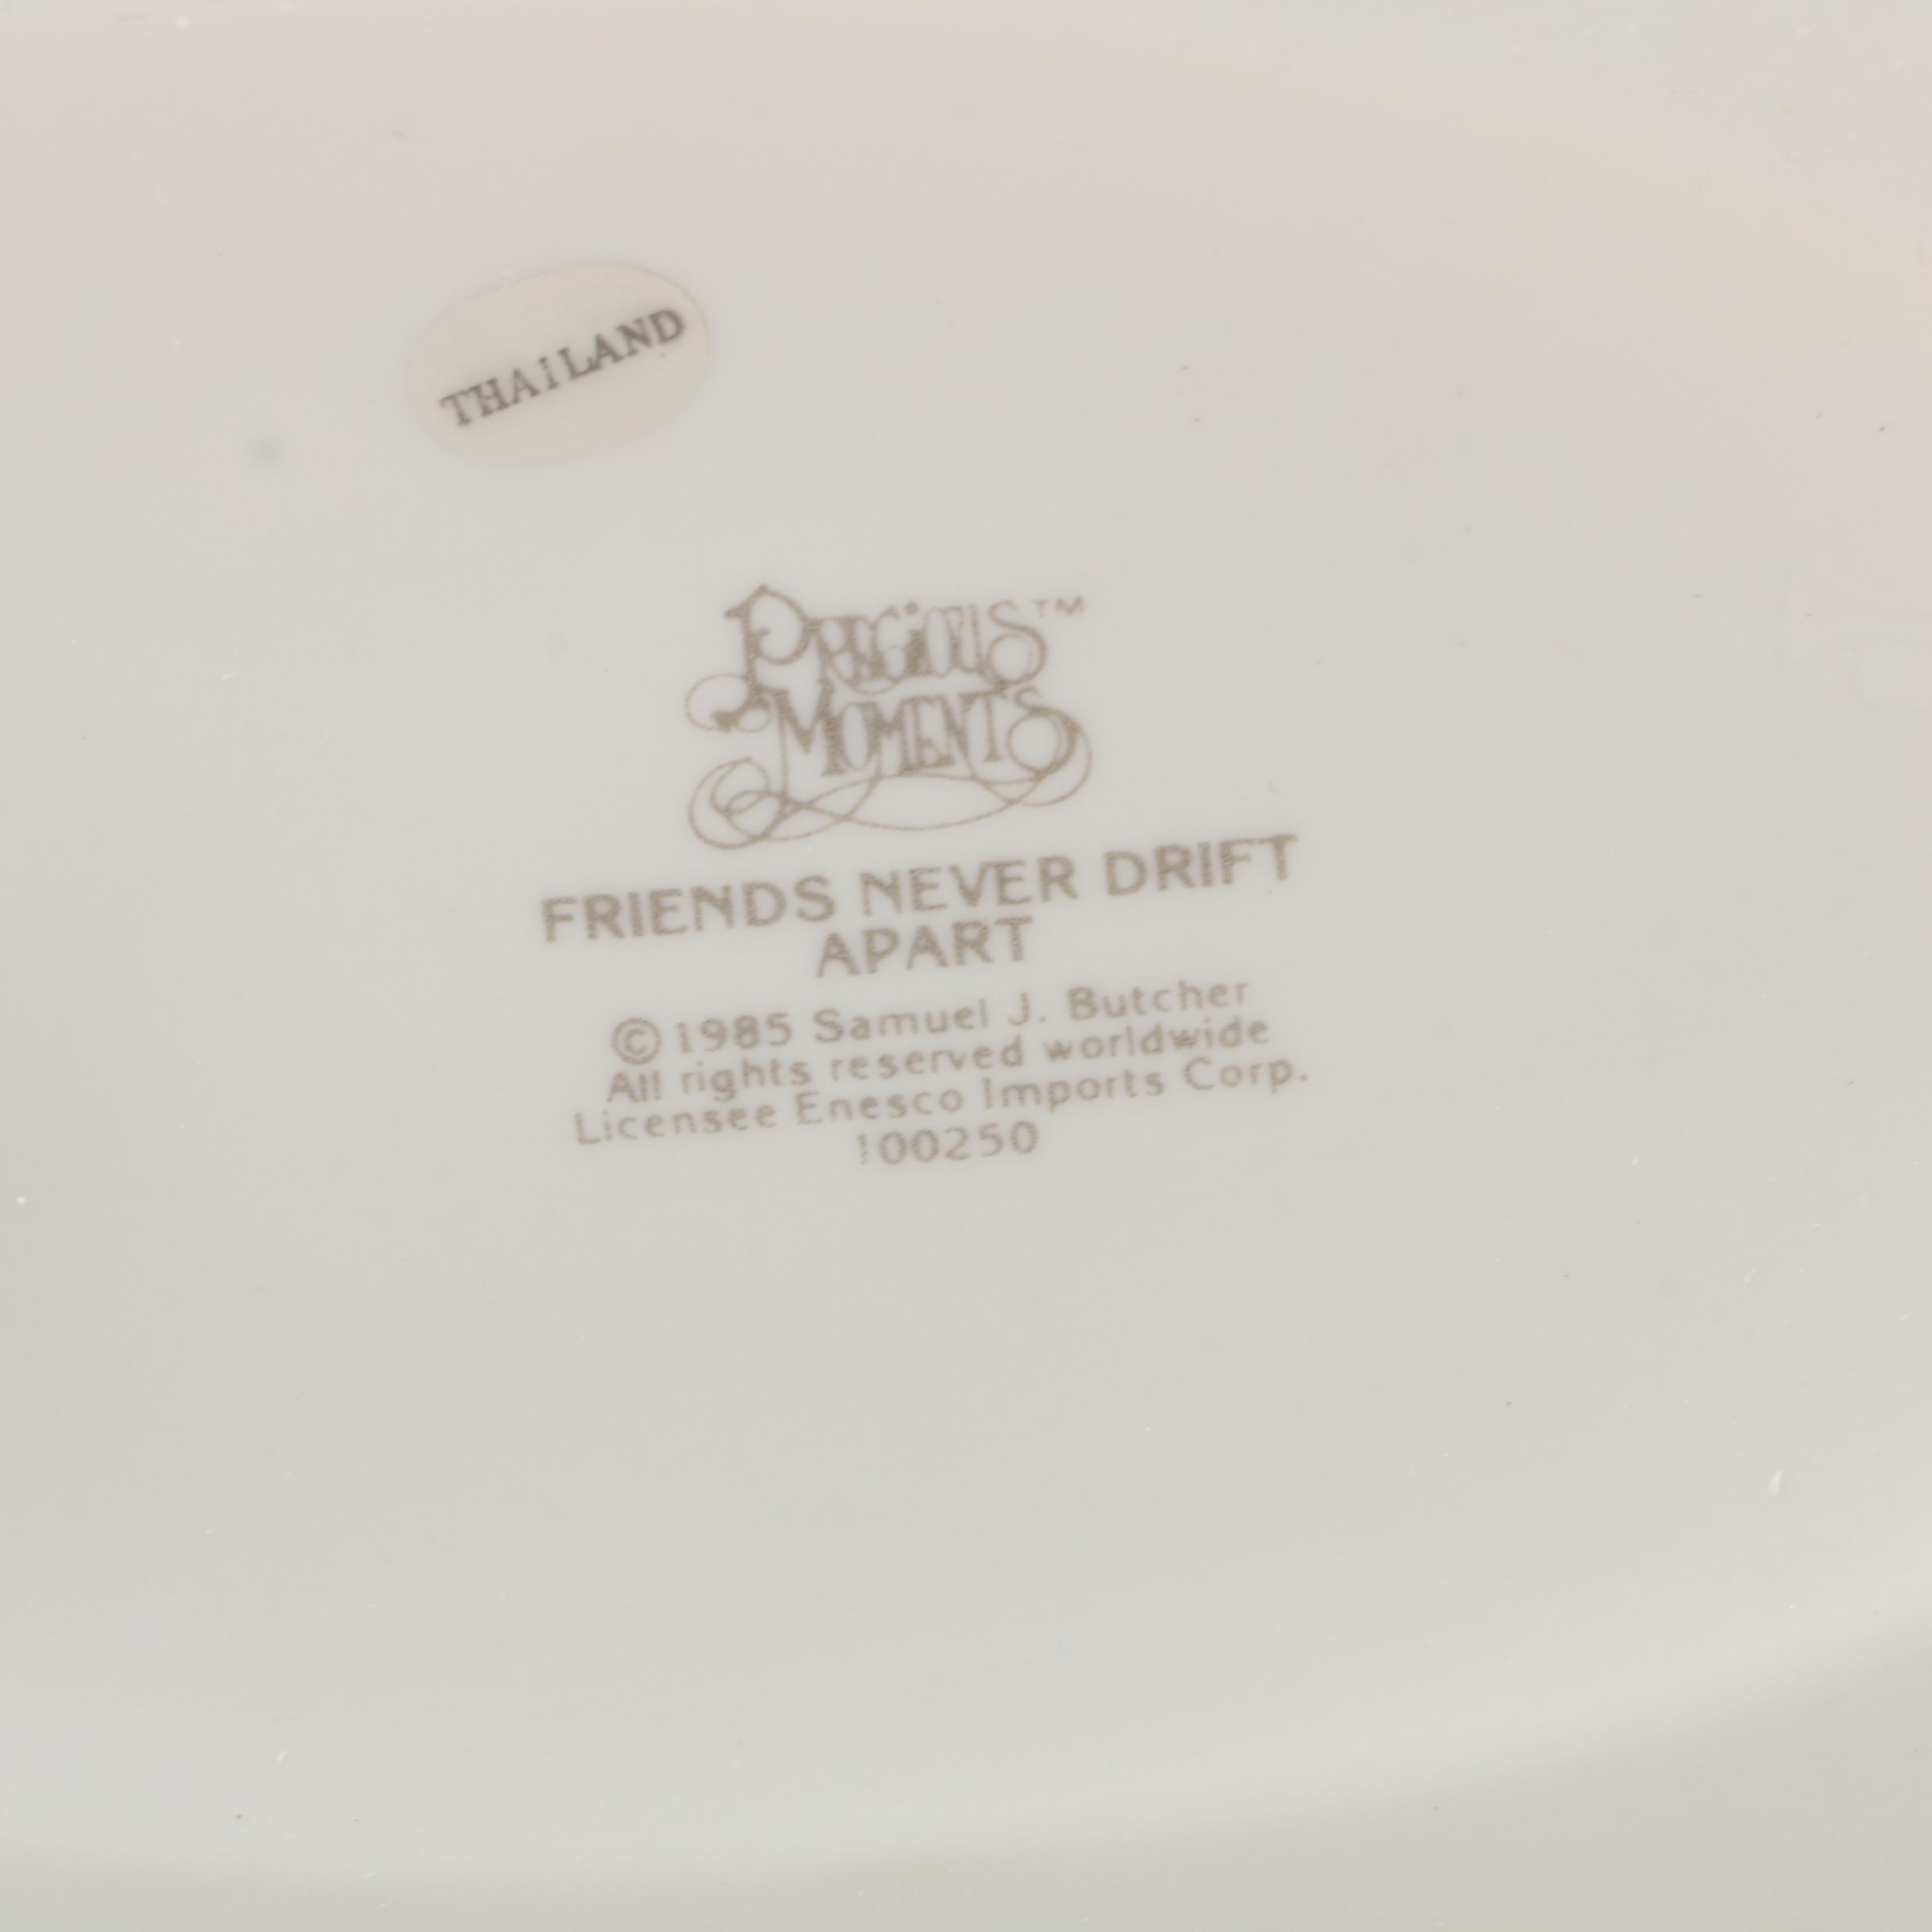 THAILAND
PRECIOUS™
MOMENTS
FRIENDS NEVER DRIFT
APART
© 1985 Samuel J. Butcher
All rights reserved worldwide
Licensee Enesco Imports Corp.
100250